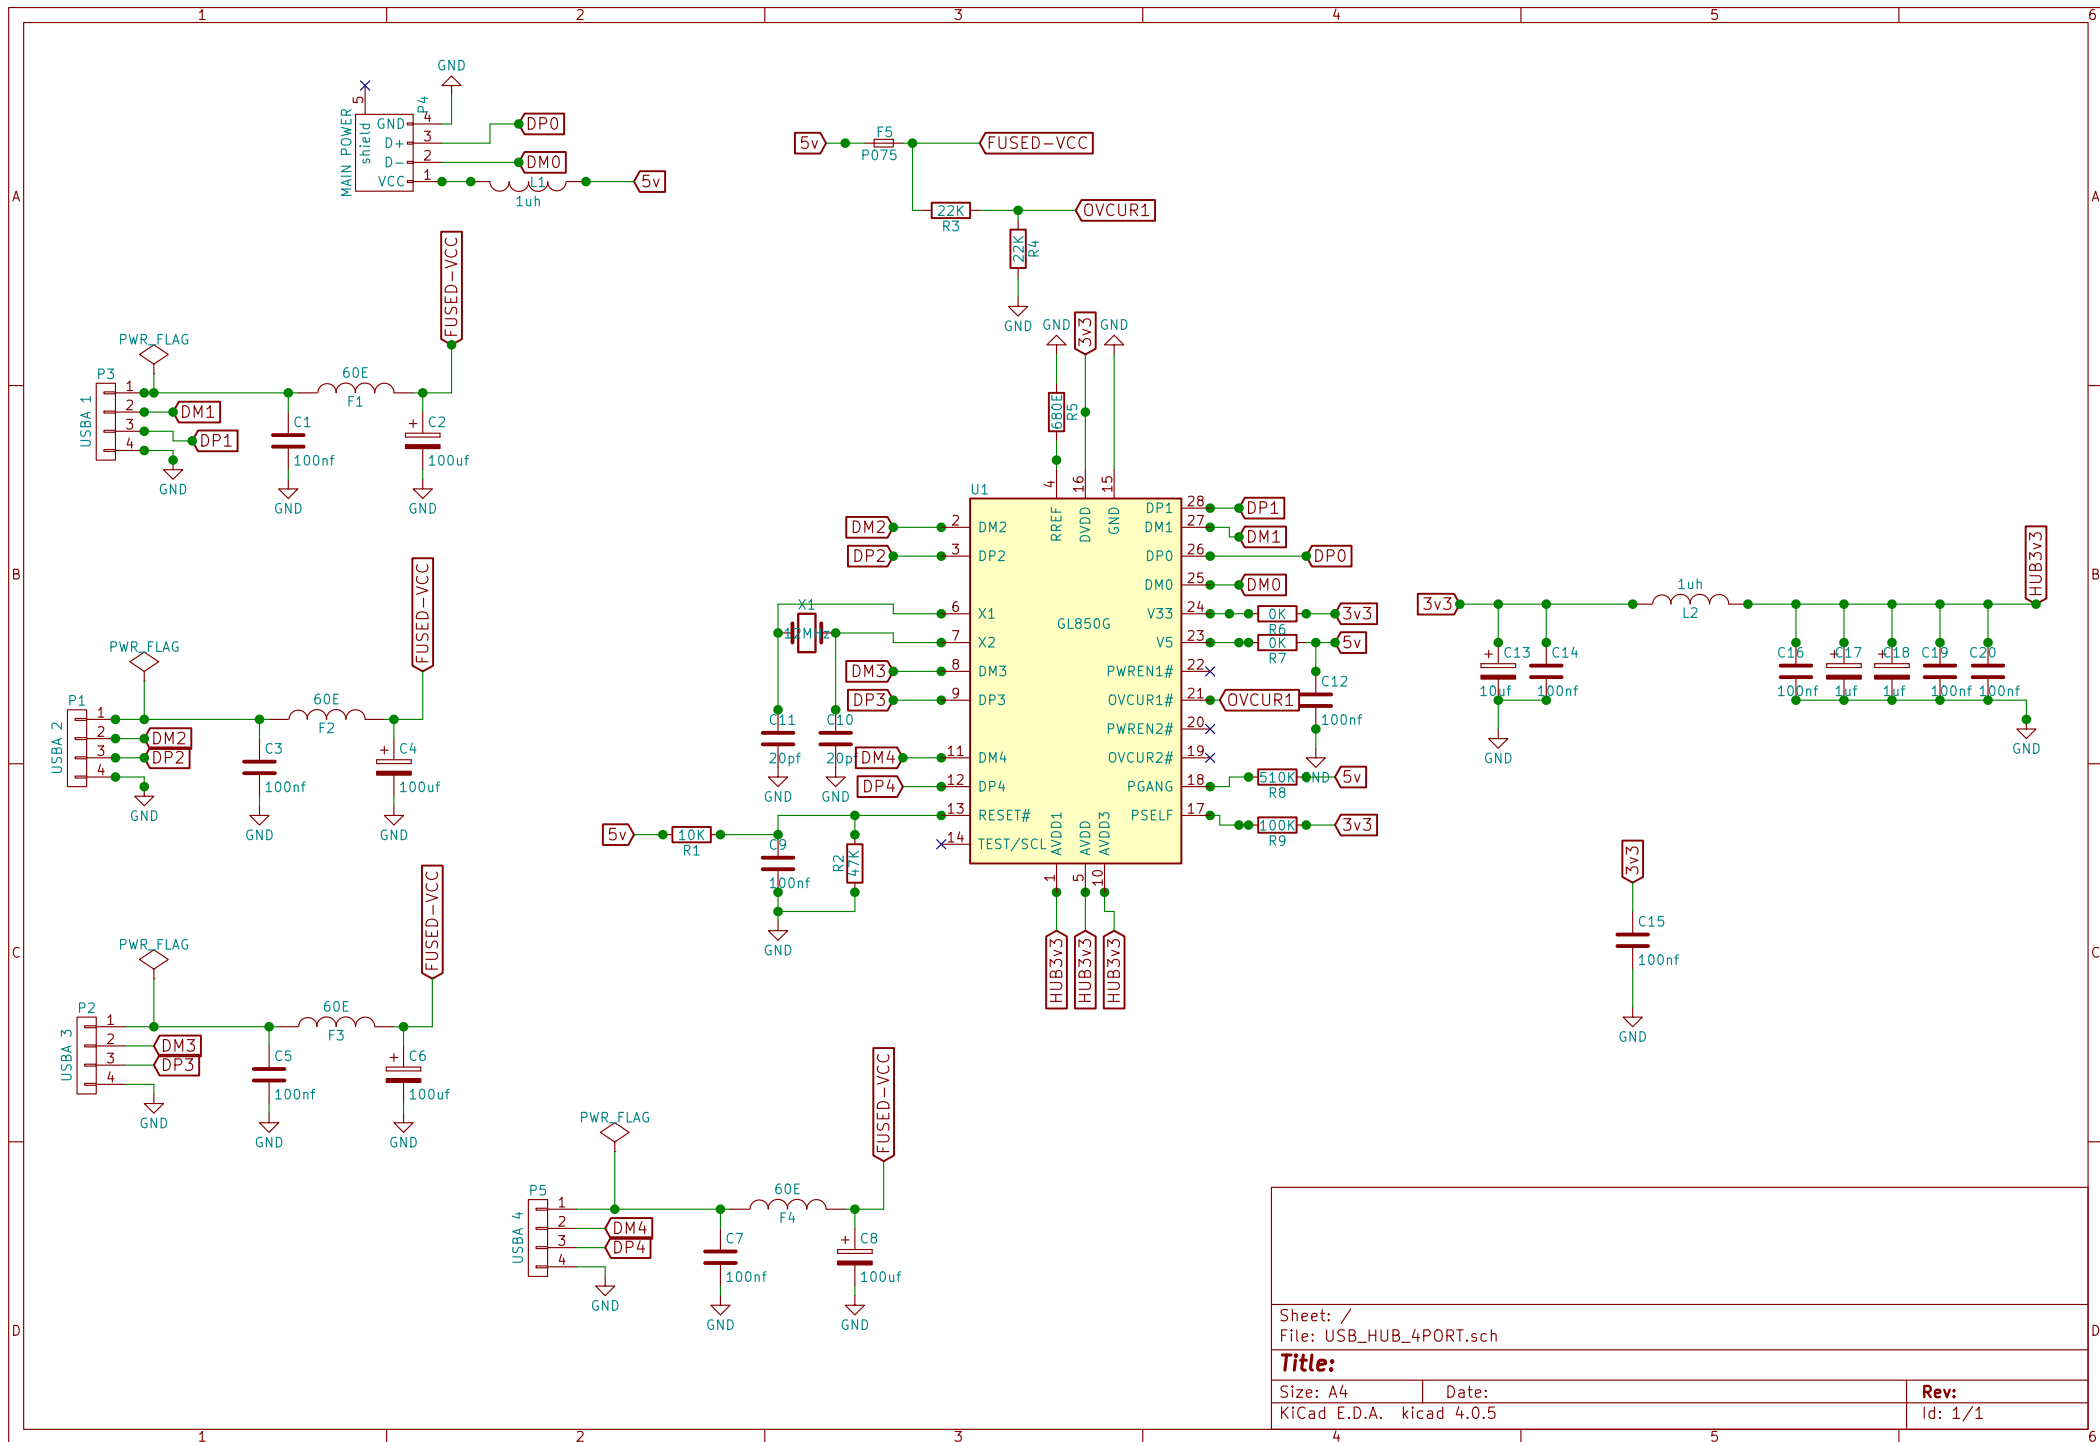 1 2 3 4 5 6
A
B
C
D
A
B
C
D
1 2 3 4 5 6
GND
MAIN POWER
shield
P4
5
GND 4
D+ 3
D- 2
VCC 1
DP0
DM0
L1
1uh
5v
5v
F5
P075
FUSED-VCC
22K
R3
OVCUR1
22K
R4
GND
FUSED-VCC
PWR_FLAG
P3
USBA 1
1
2
3
4
DM1
DP1
GND
60E
F1
C1
100nf
GND
C2
100uf
GND
FUSED-VCC
PWR_FLAG
P1
USBA 2
1
2
3
4
DM2
DP2
GND
60E
F2
C3
100nf
GND
C4
100uf
GND
FUSED-VCC
PWR_FLAG
P2
USBA 3
1
2
3
4
DM3
DP3
GND
60E
F3
C5
100nf
GND
C6
100uf
GND
FUSED-VCC
PWR_FLAG
P5
USBA 4
1
2
3
4
DM4
DP4
GND
60E
F4
C7
100nf
GND
C8
100uf
GND
GND
3v3
GND
680E
R5
U1
GL850G
4 RREF
16 DVDD
15 GND
DM2 2 DM2
DP2 3 DP2
6 X1
7 X2
DM3 8 DM3
DP3 9 DP3
DM4 11 DM4
DP4 12 DP4
13 RESET#
14 TEST/SCL
X1
12MHz
C11
20pf
GND
C10
20pf
GND
5v
10K
R1
C9
100nf
R2
47K
GND
AVDD1 1
AVDD 5
AVDD3 10
HUB3v3
HUB3v3
HUB3v3
DP1 28 DP1
DM1 27 DM1
DP0 26 DP0
DM0 25 DM0
V33 24
0K
R6
3v3
V5 23
0K
R7
5v
PWREN1# 22
OVCUR1# 21 OVCUR1
PWREN2# 20
OVCUR2# 19
PGANG 18
PSELF 17
C12
100nf
GND
510K
R8
5v
100K
R9
3v3
3v3
1uh
L2
HUB3v3
C13
10uf
C14
100nf
GND
C16
100nf
C17
1uf
C18
1uf
C19
100nf
C20
100nf
GND
3v3
C15
100nf
GND
Sheet: /
File: USB_HUB_4PORT.sch
Title:
Size: A4 Date: Rev:
KiCad E.D.A. kicad 4.0.5 Id: 1/1